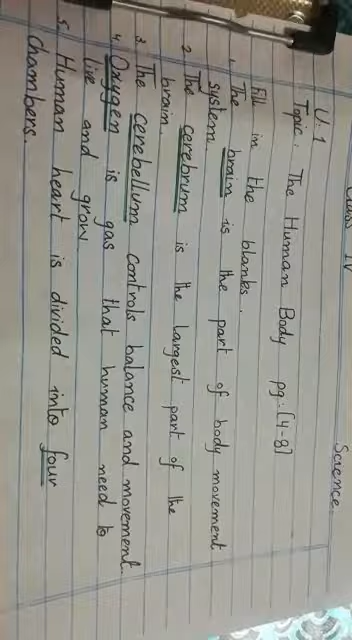 Class IV
Science
U: 1
Topic: The Human Body pg:[4-8]
Fill in the blanks.
1. The brain is the part of body movement
system.
2. The cerebrum is the largest part of the
brain
3. The cerebellum controls balance and movement.
4. Oxygen is gas that human need to
live and grow
5. Human heart is divided into four
chambers.